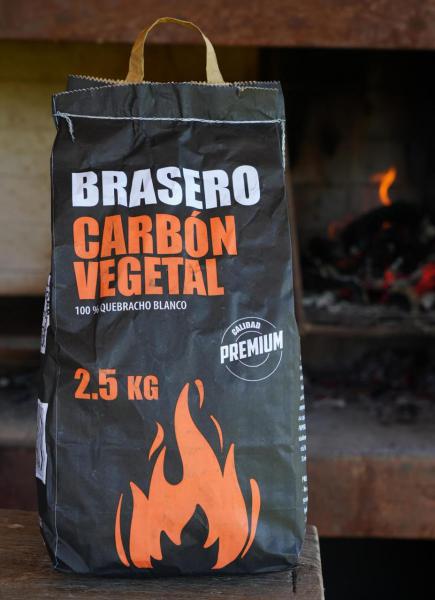 BRASERO
CARBÓN
VEGETAL
100 % QUEBRACHO BLANCO
CALIDAD
PREMIUM
2.5 KG